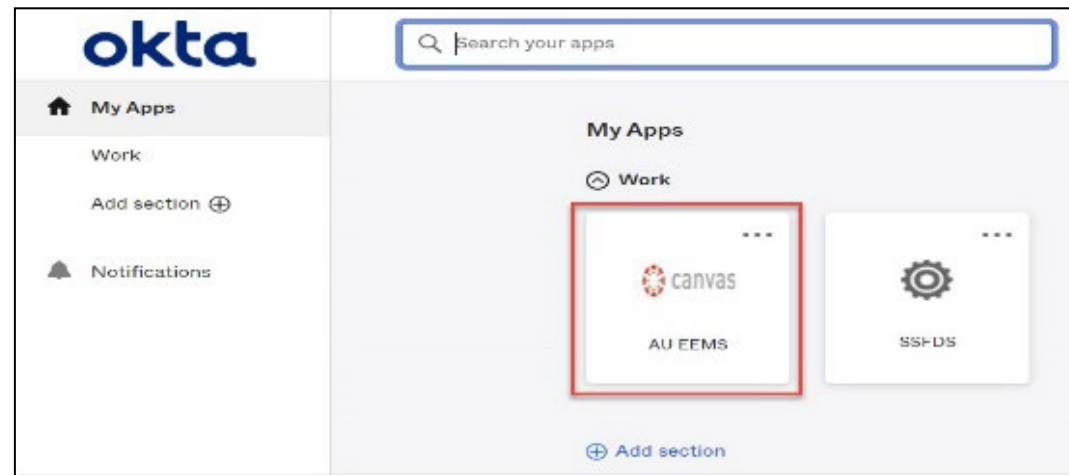 okta
Search your apps
My Apps
Work
Add section
Notifications
My Apps
Work
canvas
AU EEMS
SSFDS
Add section